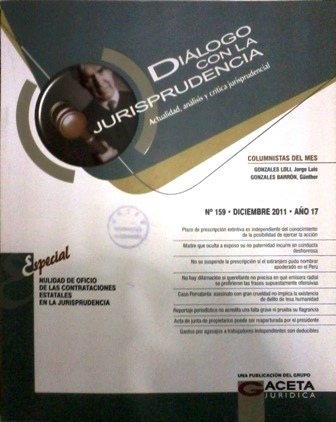 DIÁLOGO
CON LA
JURISPRUDENCIA
Actualidad, análisis y crítica jurisprudencial
COLUMNISTAS DEL MES
GONZALES LOLI, Jorge Luis
GONZALES BARRÓN, Günther
Nº 159 • DICIEMBRE 2011 • AÑO 17
Plazo de prescripción extintiva es independiente del conocimiento
de la posibilidad de ejercer la acción
Madre que oculta a esposo su no paternidad incurre en conducta
deshonrosa
No se suspende la prescripción si el extranjero pudo nombrar
apoderado en el Perú
No hay difamación si querellante no precisa en qué emisora radial
se profirieron las frases supuestamente ofensivas
Caso Pomatambo: asesinato con gran crueldad no implica la existencia
de delito de lesa humanidad
Reportaje periodístico no acredita una falta grave ni prueba su flagrancia
Acta de junta de propietarios puede ser reaperturada por el presidente
Gastos por agasajos a trabajadores independientes son deducibles
Especial
NULIDAD DE OFICIO
DE LAS CONTRATACIONES
ESTATALES
EN LA JURISPRUDENCIA
UNA PUBLICACIÓN DEL GRUPO
GACETA
JURIDICA